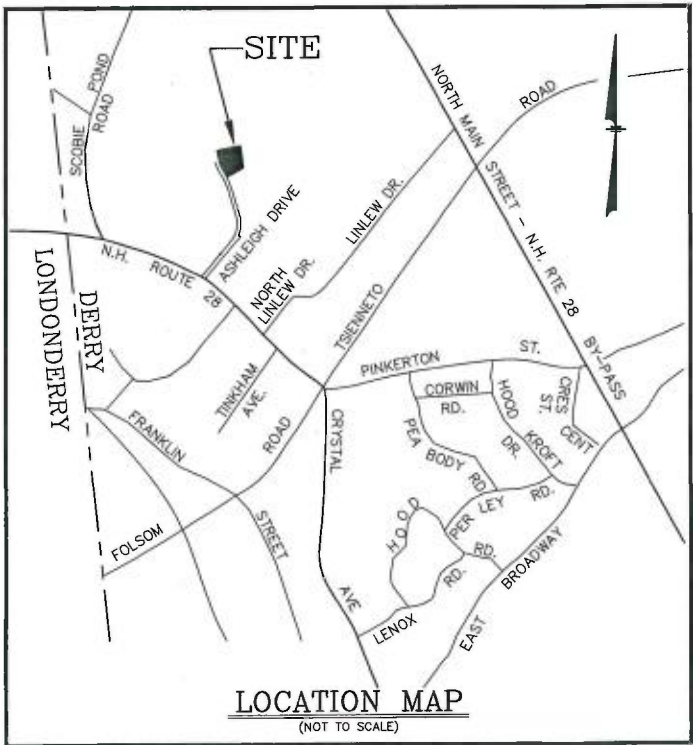 SITE
SCOBIE POND
ROAD
N.H. ROUTE 28
ASHLEIGH DRIVE
NORTH
LINLEW DR.
LINLEW DR.
NORTH MAIN STREET - N.H. RTE 28 BY-PASS
TSIENNETO ROAD
DERRY
LONDONDERRY
TINKHAM
AVE.
FRANKLIN STREET
FOLSOM ROAD
CRYSTAL AVE
PINKERTON ST.
CORWIN
RD.
HOOD KROFT
DR.
CRES CENT
ST.
PEA BODY RD.
PER LEY RD.
HOOD RD.
LENOX RD.
EAST BROADWAY
LOCATION MAP
(NOT TO SCALE)